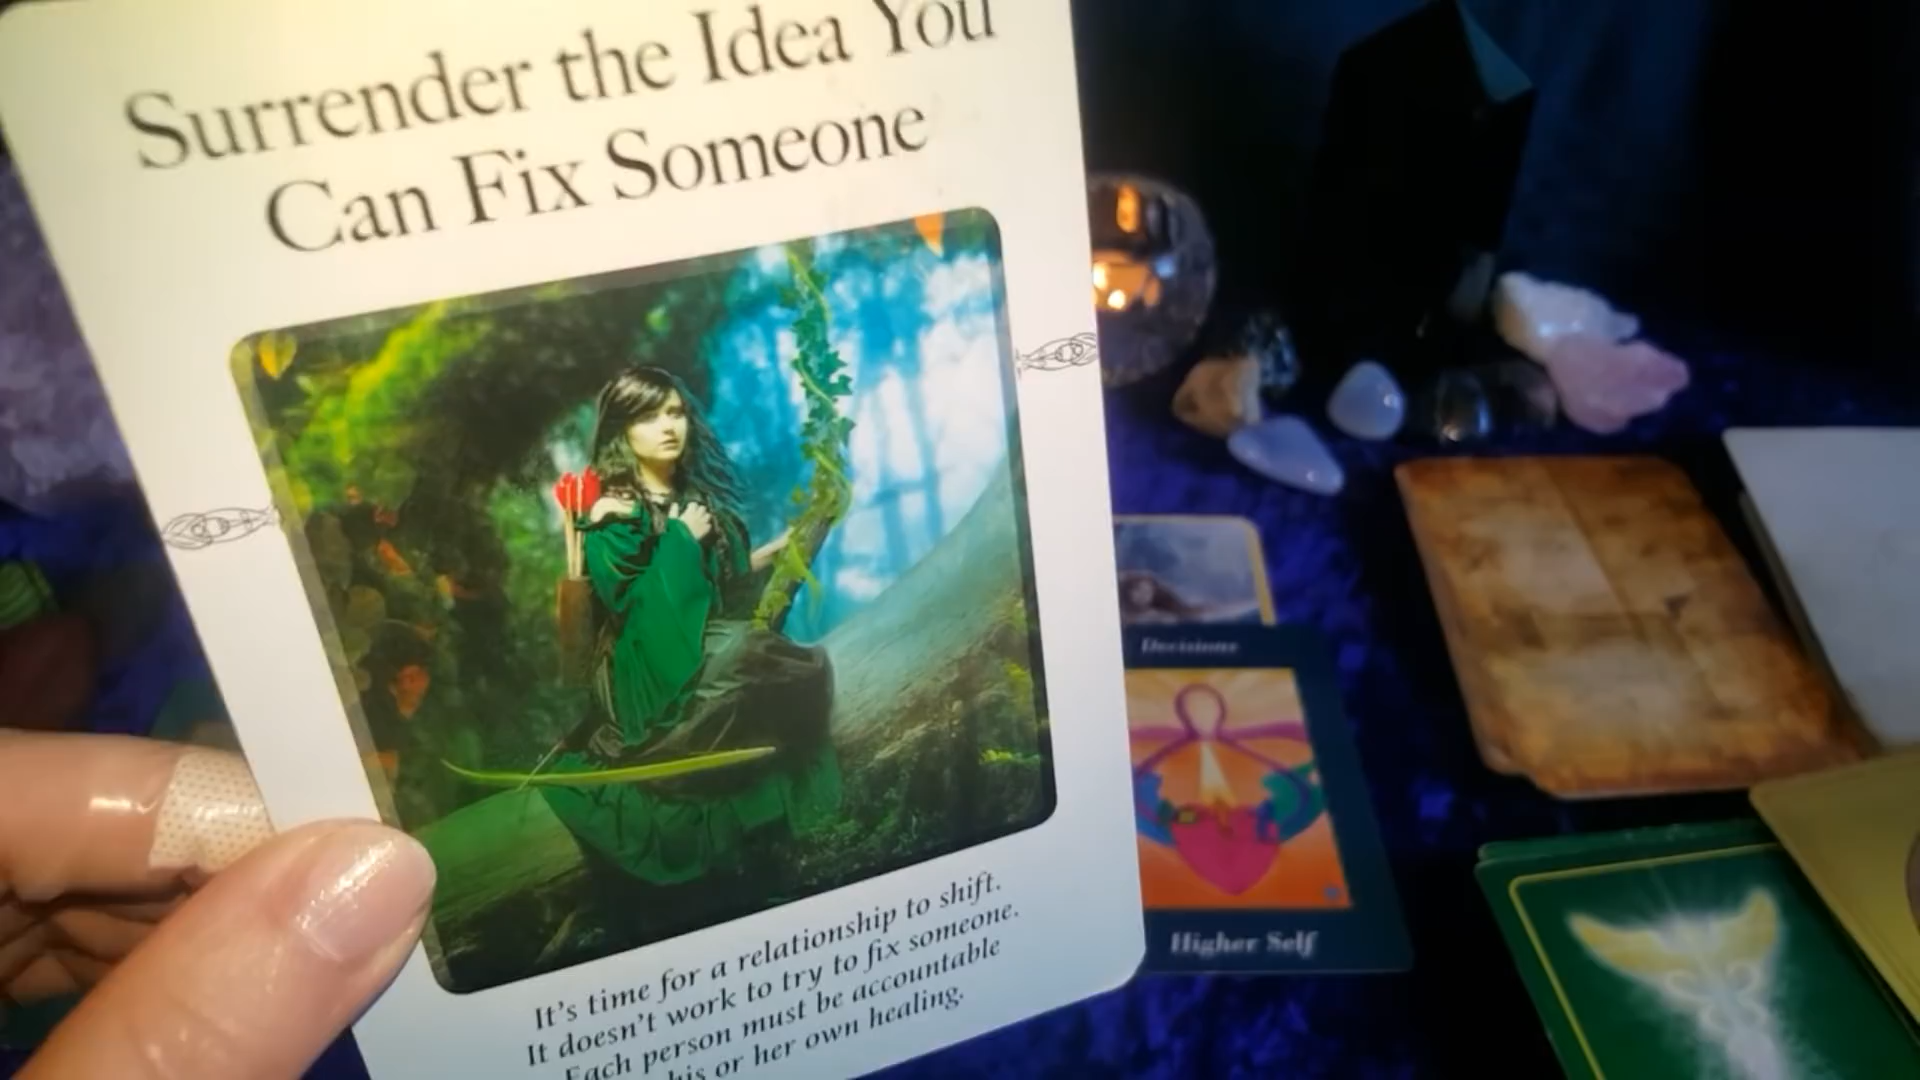 Surrender the Idea You
Can Fix Someone
It's time for a relationship to shift.
It doesn't work to try to fix someone.
Each person must be accountable
his or her own healing.
Decisions
Higher Self